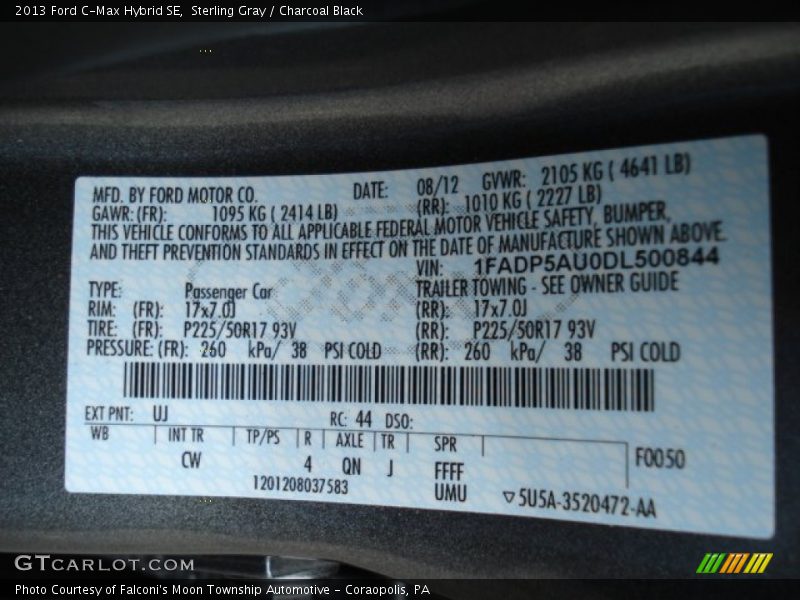 2013 Ford C-Max Hybrid SE,  Sterling Gray / Charcoal Black
MFD. BY FORD MOTOR CO. DATE: 08/12 GVWR: 2105 KG ( 4641 LB)
GAWR: (FR): 1095 KG ( 2414 LB) (RR): 1010 KG ( 2227 LB)
THIS VEHICLE CONFORMS TO ALL APPLICABLE FEDERAL MOTOR VEHICLE SAFETY, BUMPER,
AND THEFT PREVENTION STANDARDS IN EFFECT ON THE DATE OF MANUFACTURE SHOWN ABOVE.
VIN: 1FADP5AU0DL500844
TYPE: Passenger Car TRAILER TOWING - SEE OWNER GUIDE
RIM: (FR): 17x7.0J (RR): 17x7.0J
TIRE: (FR): P225/50R17 93V (RR): P225/50R17 93V
PRESSURE: (FR): 260 kPa/ 38 PSI COLD (RR): 260 kPa/ 38 PSI COLD
EXT PNT: UJ RC: 44 DSO:
WB INT TR TP/PS R AXLE TR SPR F0050
CW 4 QN J FFFF
1201208037583 UMU ▽5U5A-3520472-AA
GTCARLOT.COM
Photo Courtesy of Falconi's Moon Township Automotive - Coraopolis, PA